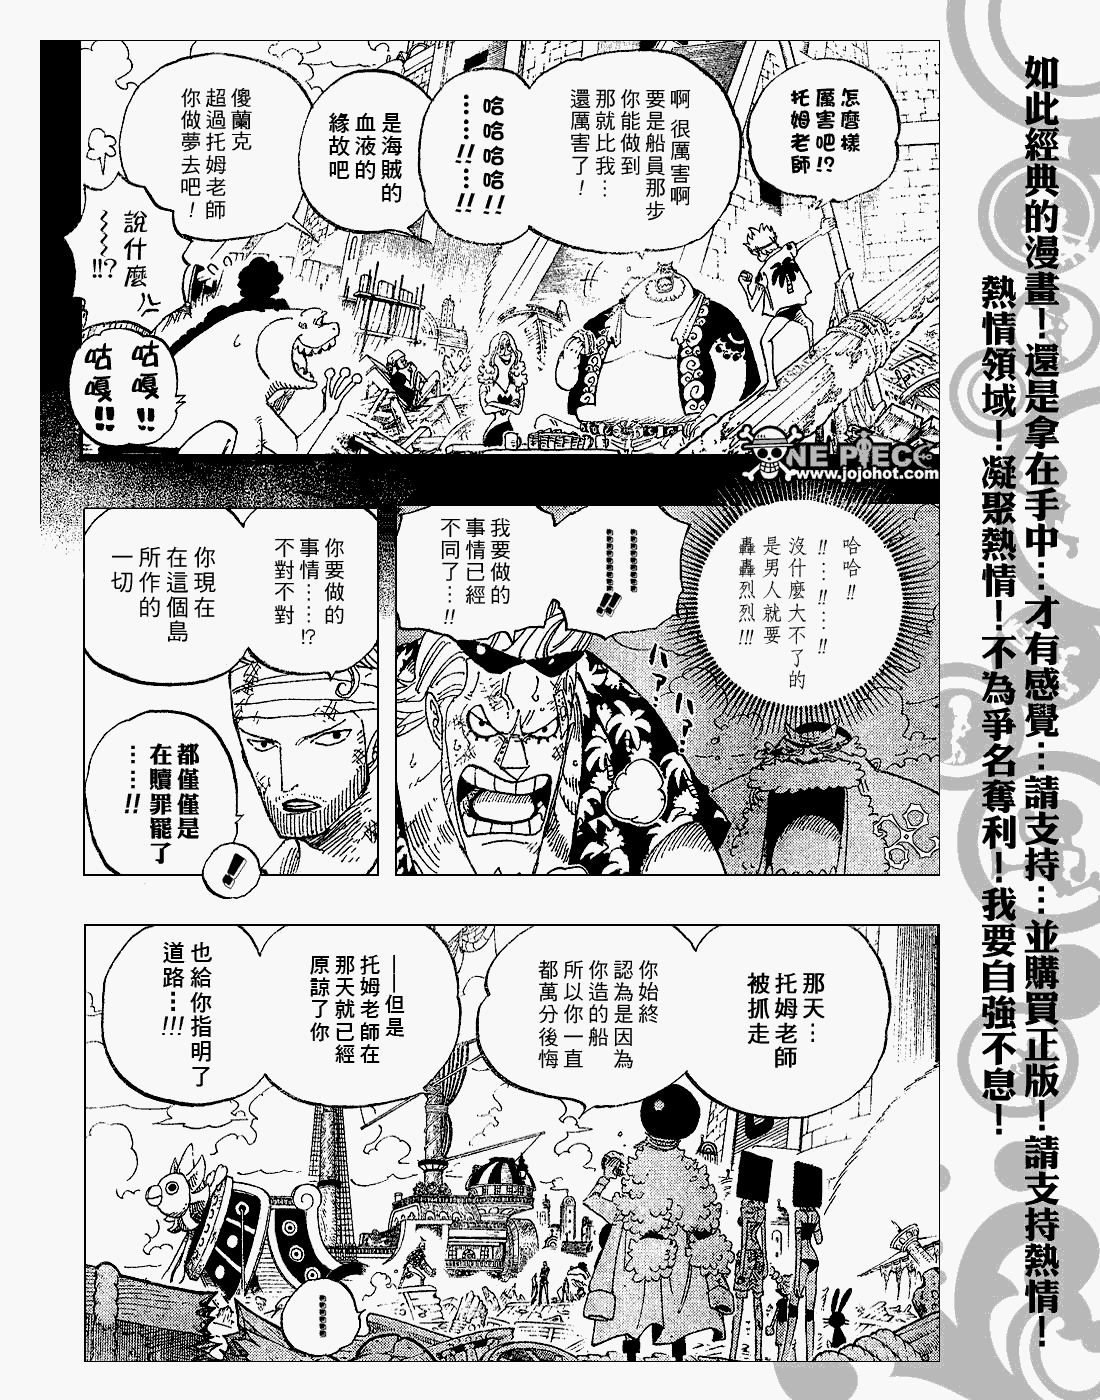 怎麼樣
厲害吧!?
托姆老師
啊 很厲害啊
要是船員那步
你能做到
那就比我…
還厲害了！
哈哈哈哈!!
……!!…!!
是海賊的
血液的
緣故吧
傻蘭克
超過托姆老師
你做夢去吧！
說什麼
～～～!!?
咕嘎!!
咕嘎!!
ONE PIECE
www.jojohot.com
哈哈!!
!!…!!…!!
沒什麼大不了的
是男人就要
轟轟烈烈!!!
………!!
ハ?
ハ?
我要做的
事情已經
不同了…!!
你要做的
事情……!?
不對不對
你現在
在這個島
所作的
一切
都僅僅是
在贖罪罷了
……!!
!
那天…
托姆老師
被抓走
你始終
認為是因為
你造的船
所以你一直
都萬分後悔
——但是
托姆老師在
那天就已經
原諒了你
也給你指明了
道路…!!!
……
如此經典的漫畫！還是拿在手中…才有感覺…請支持…並購買正版！請支持熱情！
熱情領域！凝聚熱情！不為爭名奪利！我要自強不息！